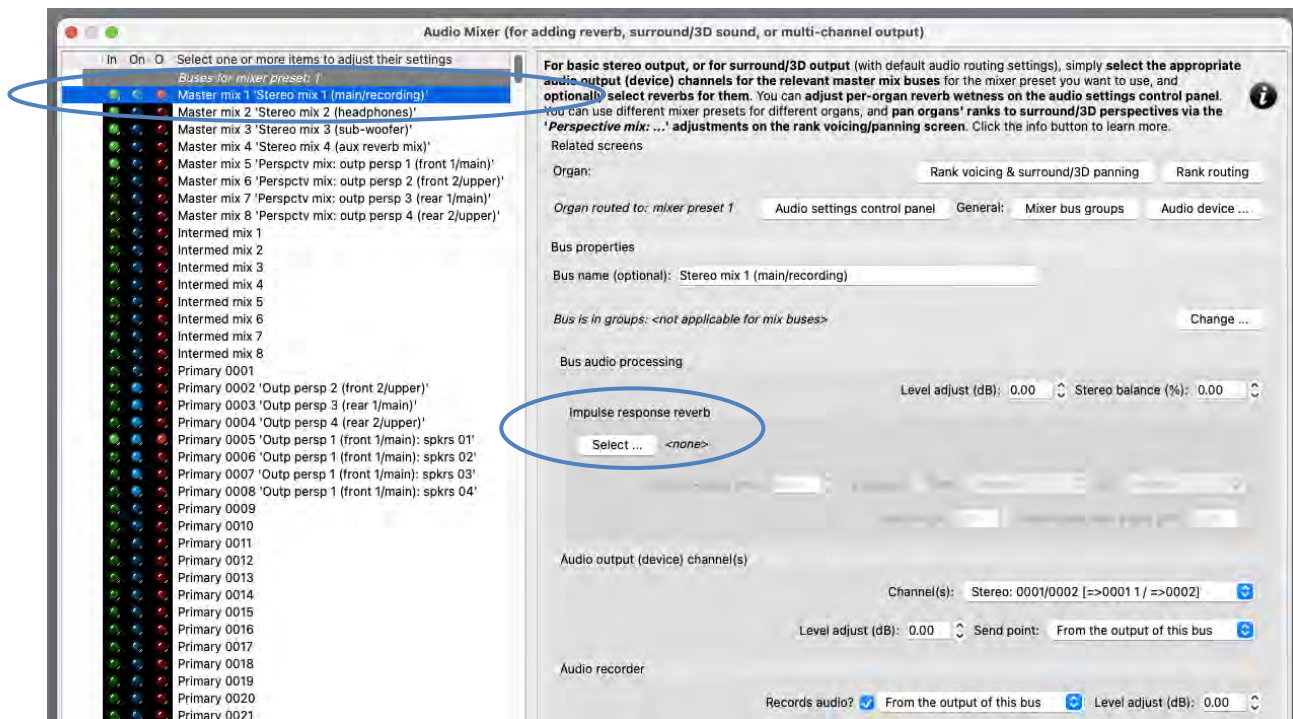 Audio Mixer (for adding reverb, surround/3D sound, or multi-channel output)
In On O Select one or more items to adjust their settings
Buses for mixer preset: 1
Master mix 1 'Stereo mix 1 (main/recording)'
Master mix 2 'Stereo mix 2 (headphones)'
Master mix 3 'Stereo mix 3 (sub-woofer)'
Master mix 4 'Stereo mix 4 (aux reverb mix)'
Master mix 5 'Perspctv mix: outp persp 1 (front 1/main)'
Master mix 6 'Perspctv mix: outp persp 2 (front 2/upper)'
Master mix 7 'Perspctv mix: outp persp 3 (rear 1/main)'
Master mix 8 'Perspctv mix: outp persp 4 (rear 2/upper)'
Intermed mix 1
Intermed mix 2
Intermed mix 3
Intermed mix 4
Intermed mix 5
Intermed mix 6
Intermed mix 7
Intermed mix 8
Primary 0001
Primary 0002 'Outp persp 2 (front 2/upper)'
Primary 0003 'Outp persp 3 (rear 1/main)'
Primary 0004 'Outp persp 4 (rear 2/upper)'
Primary 0005 'Outp persp 1 (front 1/main): spkrs 01'
Primary 0006 'Outp persp 1 (front 1/main): spkrs 02'
Primary 0007 'Outp persp 1 (front 1/main): spkrs 03'
Primary 0008 'Outp persp 1 (front 1/main): spkrs 04'
Primary 0009
Primary 0010
Primary 0011
Primary 0012
Primary 0013
Primary 0014
Primary 0015
Primary 0016
Primary 0017
Primary 0018
Primary 0019
Primary 0020
Primary 0021
For basic stereo output, or for surround/3D output (with default audio routing settings), simply select the appropriate
audio output (device) channels for the relevant master mix buses for the mixer preset you want to use, and
optionally select reverbs for them. You can adjust per-organ reverb wetness on the audio settings control panel.
You can use different mixer presets for different organs, and pan organs' ranks to surround/3D perspectives via the
'Perspective mix: ...' adjustments on the rank voicing/panning screen. Click the info button to learn more.
i
Related screens
Organ: Rank voicing & surround/3D panning Rank routing
Organ routed to: mixer preset 1 Audio settings control panel General: Mixer bus groups Audio device ...
Bus properties
Bus name (optional): Stereo mix 1 (main/recording)
Bus is in groups: <not applicable for mix buses> Change ...
Bus audio processing
Level adjust (dB): 0.00 Stereo balance (%): 0.00
Impulse response reverb
Select ... <none>
Audio output (device) channel(s)
Channel(s): Stereo: 0001/0002 [=>0001 1 / =>0002]
Level adjust (dB): 0.00 Send point: From the output of this bus
Audio recorder
Records audio? From the output of this bus Level adjust (dB): 0.00